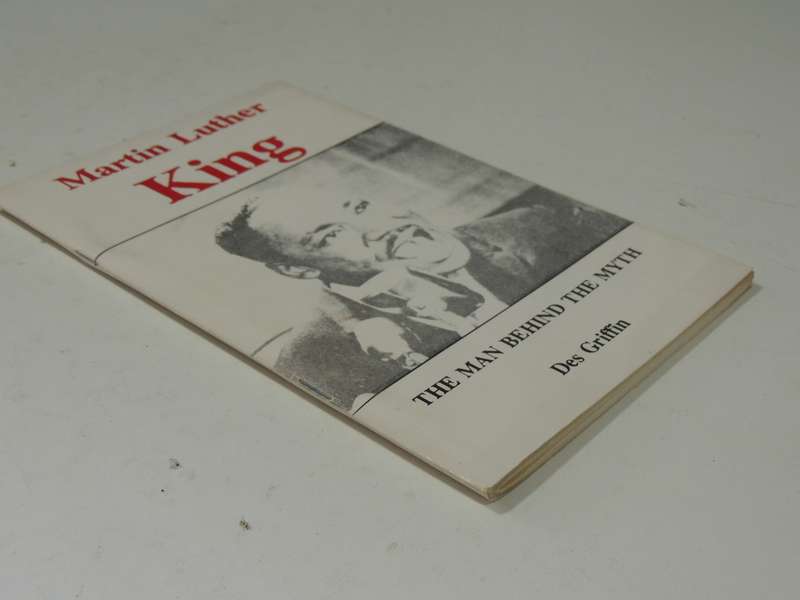 Martin Luther
King
THE MAN BEHIND THE MYTH
Des Griffin